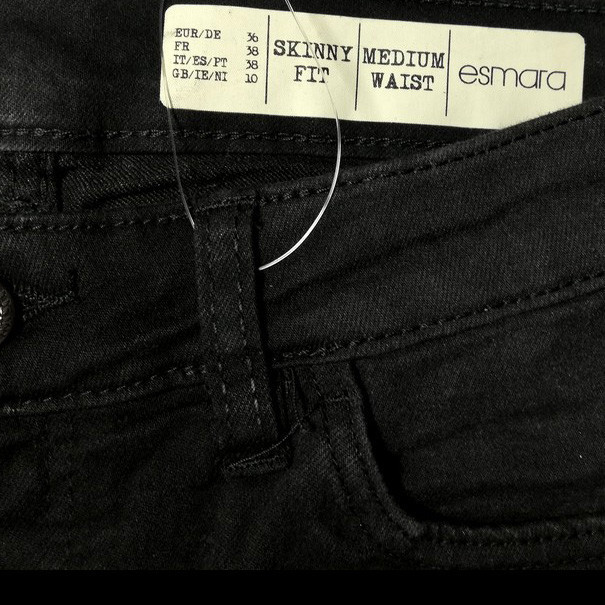 EUR/DE 36
FR 38
IT/ES/PT 38
GB/IE/NI 10
SKINNY
FIT
MEDIUM
WAIST
esmara